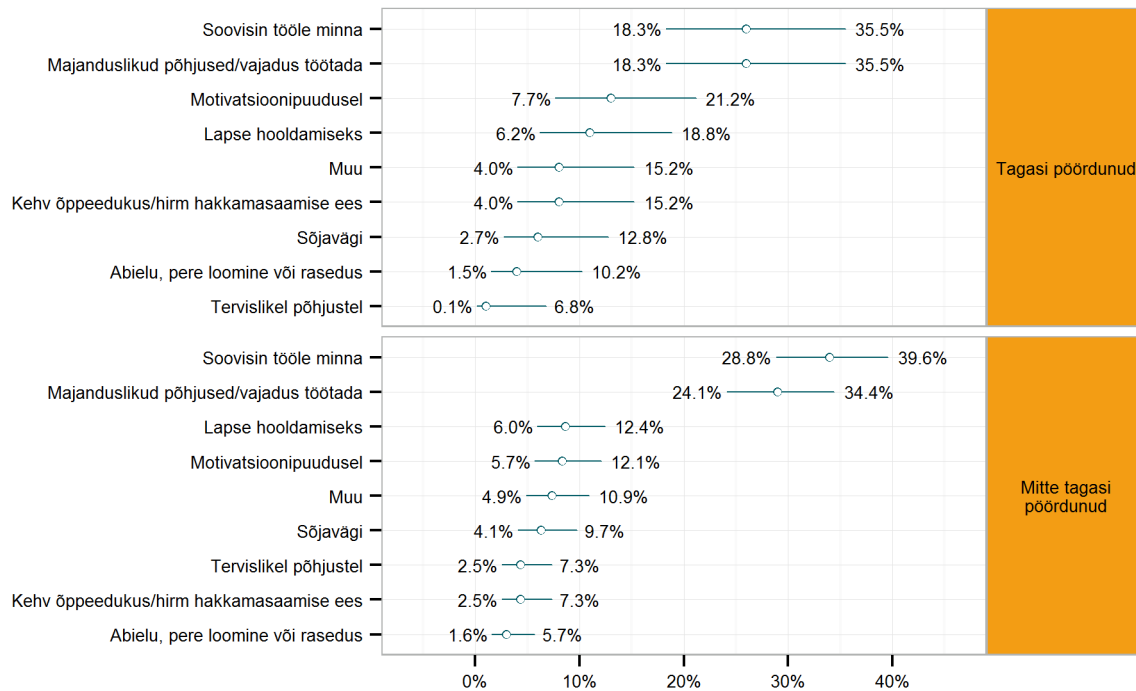 Soovisin tööle minna 18.3% 35.5%
Majanduslikud põhjused/vajadus töötada 18.3% 35.5%
Motivatsioonipuudusel 7.7% 21.2%
Lapse hooldamiseks 6.2% 18.8%
Muu 4.0% 15.2%
Kehv õppeedukus/hirm hakkamasaamise ees 4.0% 15.2%
Sõjavägi 2.7% 12.8%
Abielu, pere loomine või rasedus 1.5% 10.2%
Tervislikel põhjustel 0.1% 6.8%
Tagasi pöördunud
Soovisin tööle minna 28.8% 39.6%
Majanduslikud põhjused/vajadus töötada 24.1% 34.4%
Lapse hooldamiseks 6.0% 12.4%
Motivatsioonipuudusel 5.7% 12.1%
Muu 4.9% 10.9%
Sõjavägi 4.1% 9.7%
Tervislikel põhjustel 2.5% 7.3%
Kehv õppeedukus/hirm hakkamasaamise ees 2.5% 7.3%
Abielu, pere loomine või rasedus 1.6% 5.7%
Mitte tagasi
pöördunud
0% 10% 20% 30% 40%